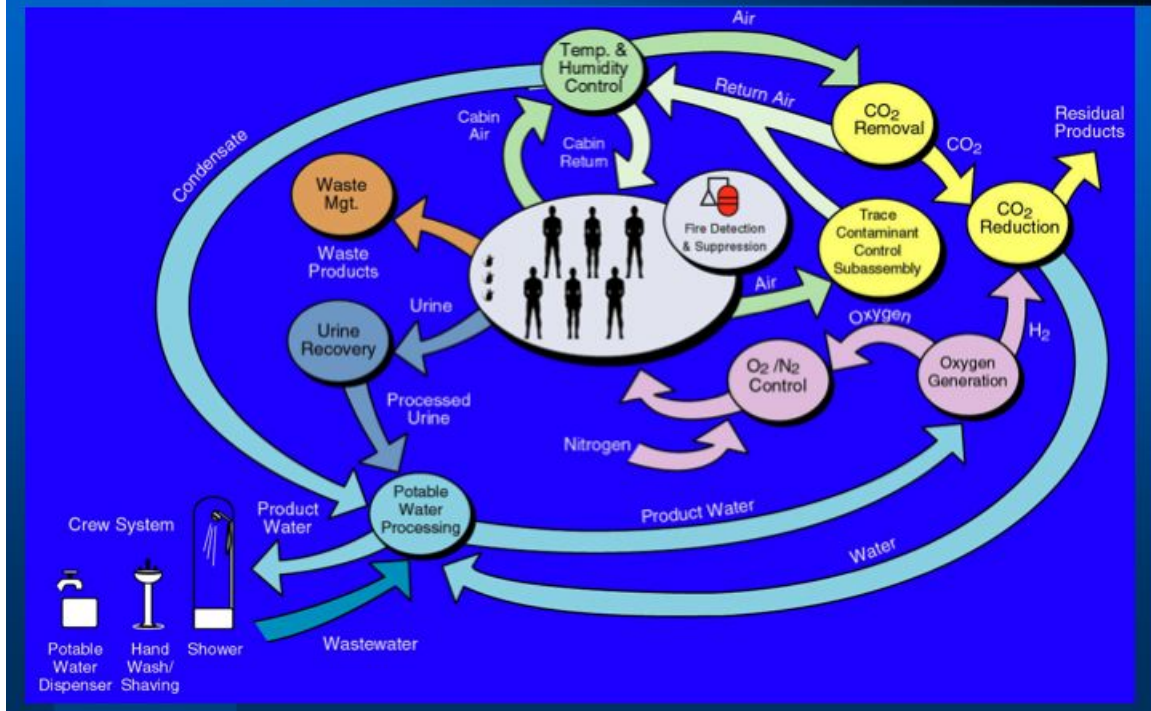 Air
Temp. &
Humidity
Control
Return Air
CO₂
Removal
Residual
Products
Cabin
Air
Cabin
Return
CO₂
Condensate
Waste
Mgt.
Fire Detection
& Suppression
Trace
Contaminant
Control
Subassembly
CO₂
Reduction
Waste
Products
Air
Urine
Oxygen
H₂
Urine
Recovery
O₂ /N₂
Control
Oxygen
Generation
Processed
Urine
Nitrogen
Potable
Water
Processing
Product
Water
Product Water
Crew System
Water
Wastewater
Potable
Water
Dispenser
Hand
Wash/
Shaving
Shower